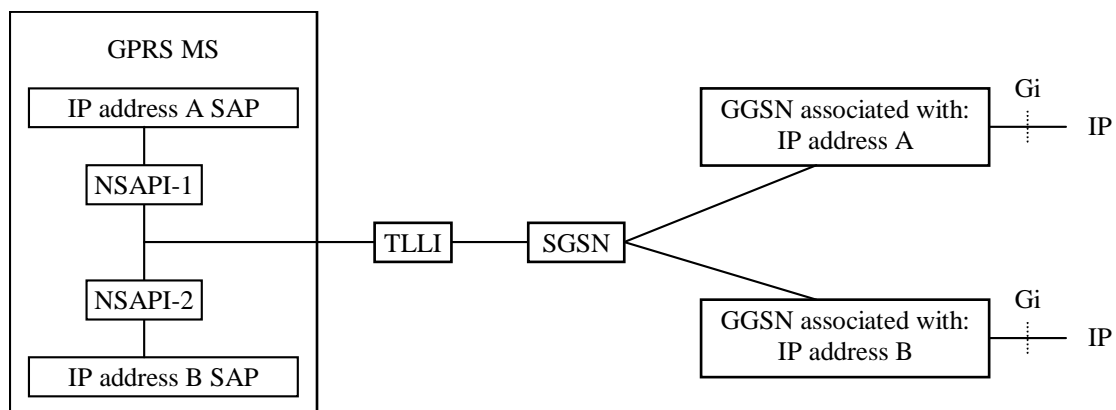 GPRS MS
IP address A SAP
NSAPI-1
NSAPI-2
IP address B SAP
TLLI
SGSN
GGSN associated with:
IP address A
Gi
IP
GGSN associated with:
IP address B
Gi
IP